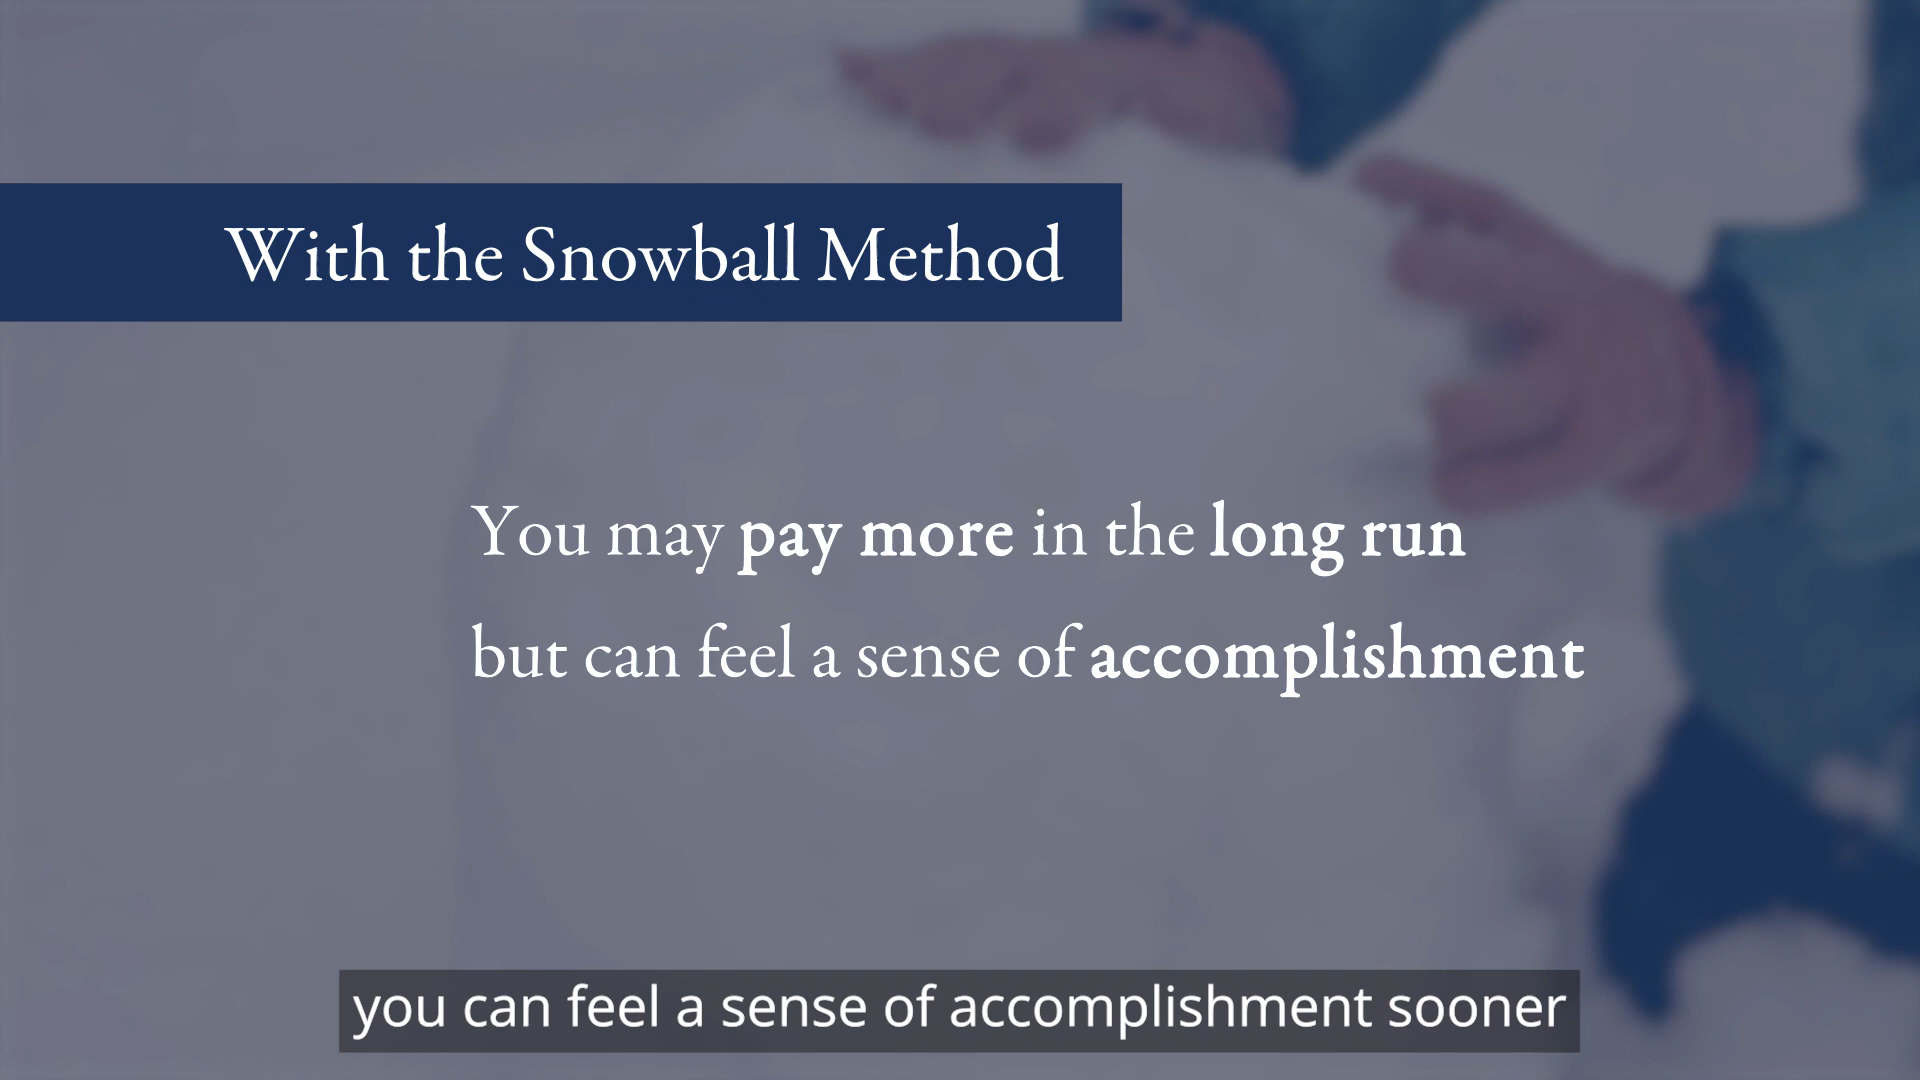 With the Snowball Method
You may pay more in the long run
but can feel a sense of accomplishment
you can feel a sense of accomplishment sooner